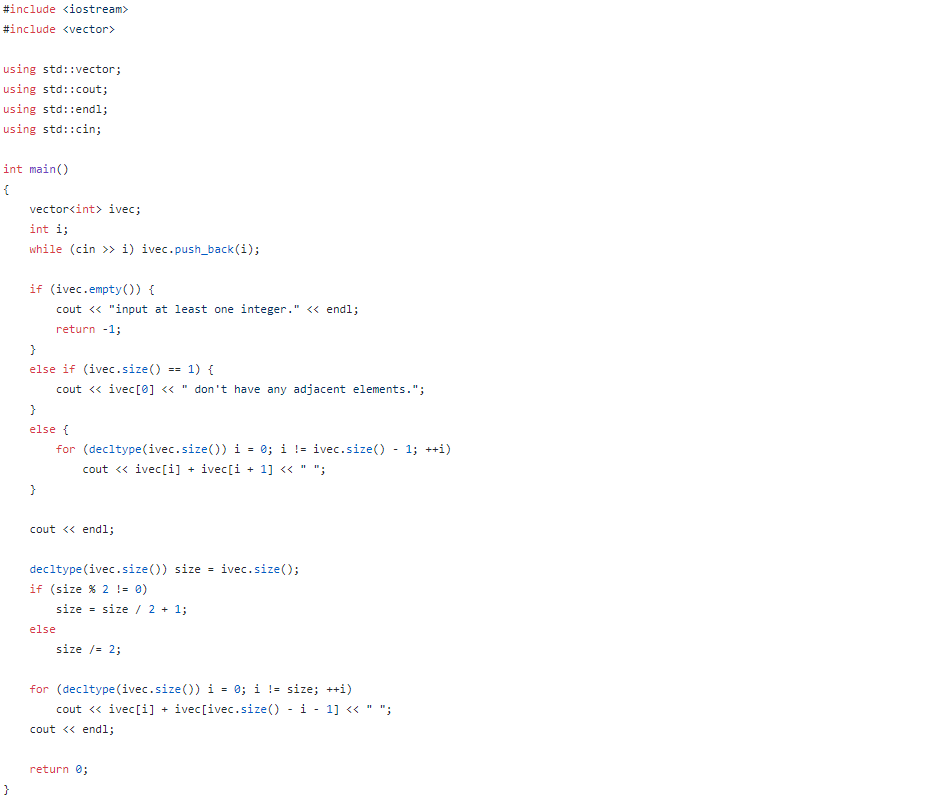 #include <iostream>
#include <vector>
using std::vector;
using std::cout;
using std::endl;
using std::cin;
int main()
{
    vector<int> ivec;
    int i;
    while (cin >> i) ivec.push_back(i);
    if (ivec.empty()) {
        cout << "input at least one integer." << endl;
        return -1;
    }
    else if (ivec.size() == 1) {
        cout << ivec[0] << " don't have any adjacent elements.";
    }
    else {
        for (decltype(ivec.size()) i = 0; i != ivec.size() - 1; ++i)
            cout << ivec[i] + ivec[i + 1] << " ";
    }
    cout << endl;
    decltype(ivec.size()) size = ivec.size();
    if (size % 2 != 0)
        size = size / 2 + 1;
    else
        size /= 2;
    for (decltype(ivec.size()) i = 0; i != size; ++i)
        cout << ivec[i] + ivec[ivec.size() - i - 1] << " ";
    cout << endl;
    return 0;
}